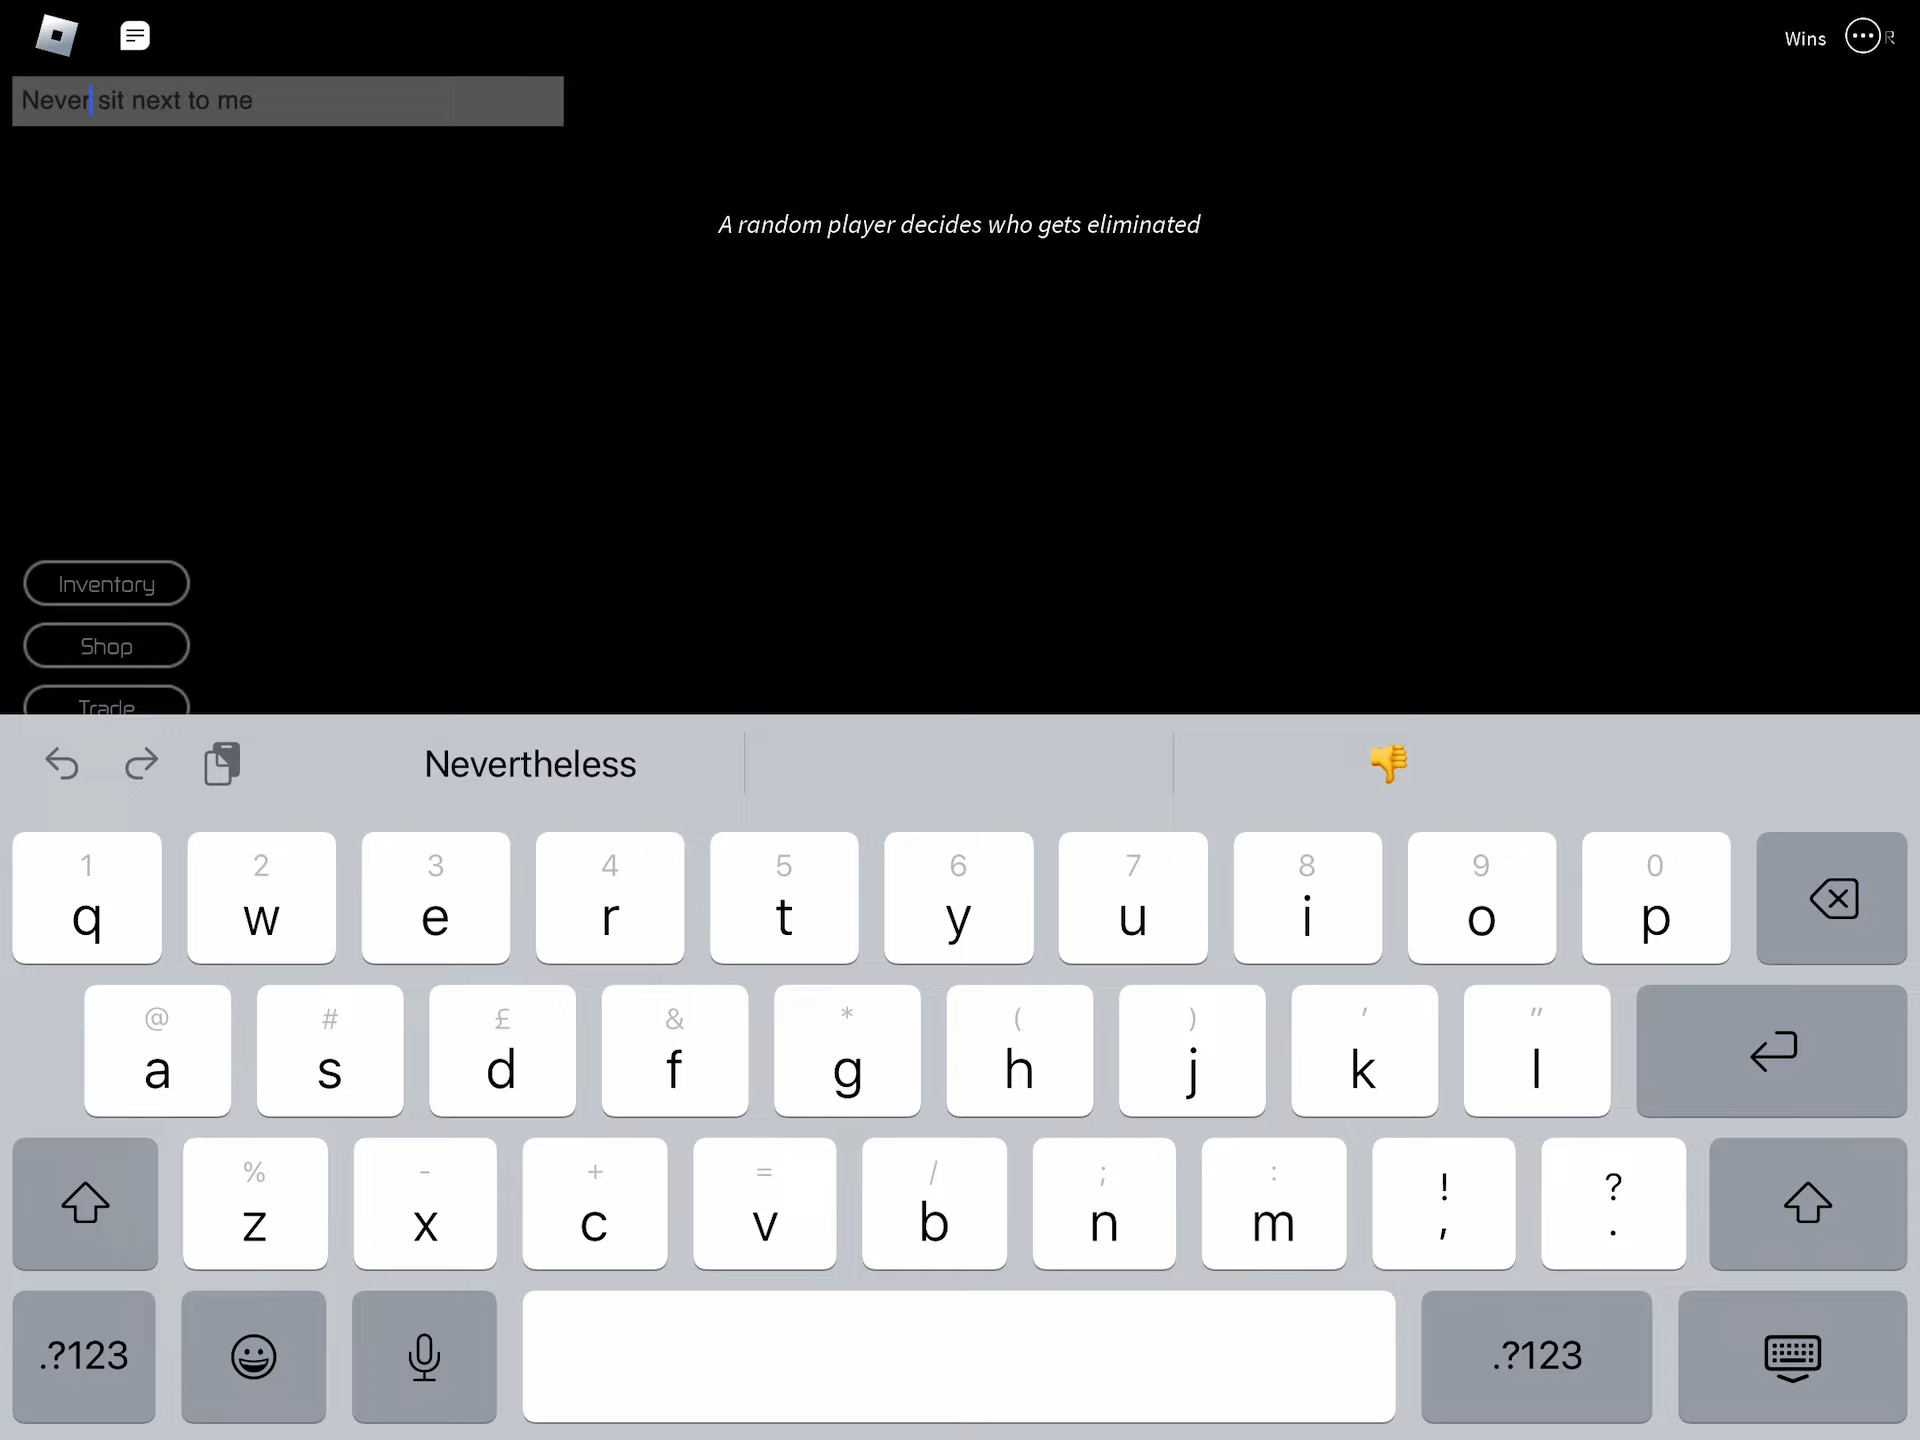 Wins R
Never sit next to me
A random player decides who gets eliminated
Inventory
Shop
Trade
Nevertheless 👎
1 2 3 4 5 6 7 8 9 0
q w e r t y u i o p
@ # £ & * ( ) ' "
a s d f g h j k l
% - + = / ; : ! ?
z x c v b n m , .
.?123 .?123